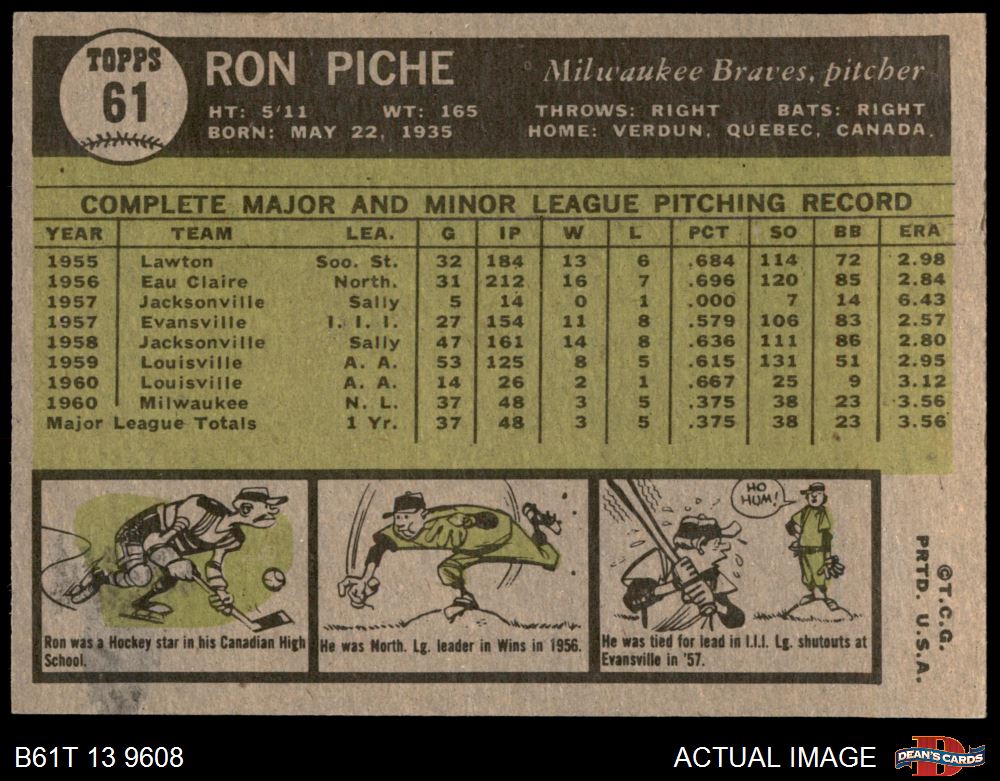 TOPPS
61
RON PICHE
Milwaukee Braves, pitcher
HT: 5'11 WT: 165 THROWS: RIGHT BATS: RIGHT
BORN: MAY 22, 1935 HOME: VERDUN, QUEBEC, CANADA.
COMPLETE MAJOR AND MINOR LEAGUE PITCHING RECORD
YEAR TEAM LEA. G IP W L PCT SO BB ERA
1955 Lawton Soo. St. 32 184 13 6 .684 114 72 2.98
1956 Eau Claire North. 31 212 16 7 .696 120 85 2.84
1957 Jacksonville Sally 5 14 0 1 .000 7 14 6.43
1957 Evansville I. I. I. 27 154 11 8 .579 106 83 2.57
1958 Jacksonville Sally 47 161 14 8 .636 111 86 2.80
1959 Louisville A. A. 53 125 8 5 .615 131 51 2.95
1960 Louisville A. A. 14 26 2 1 .667 25 9 3.12
1960 Milwaukee N. L. 37 48 3 5 .375 38 23 3.56
Major League Totals 1 Yr. 37 48 3 5 .375 38 23 3.56
Ron was a Hockey star in his Canadian High
School.
He was North. Lg. leader in Wins in 1956.
HO
HUM!
He was tied for lead in I.I.I. Lg. shutouts at
Evansville in '57.
©T.C.G.
PRTD. U.S.A.
B61T 13 9608
ACTUAL IMAGE
D
DEAN'S CARDS